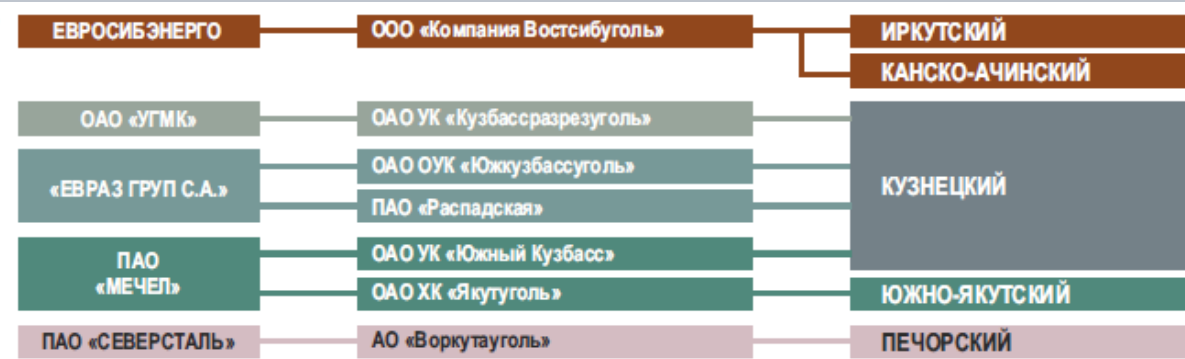 ЕВРОСИБЭНЕРГО
ООО «Компания Востсибуголь»
ИРКУТСКИЙ
КАНСКО-АЧИНСКИЙ
ОАО «УГМК»
ОАО УК «Кузбассразрезуголь»
КУЗНЕЦКИЙ
«ЕВРАЗ ГРУП С.А.»
ОАО ОУК «Южкузбассуголь»
ПАО «Распадская»
ПАО
«МЕЧЕЛ»
ОАО УК «Южный Кузбасс»
ОАО ХК «Якутуголь»
ЮЖНО-ЯКУТСКИЙ
ПАО «СЕВЕРСТАЛЬ»
АО «Воркутауголь»
ПЕЧОРСКИЙ